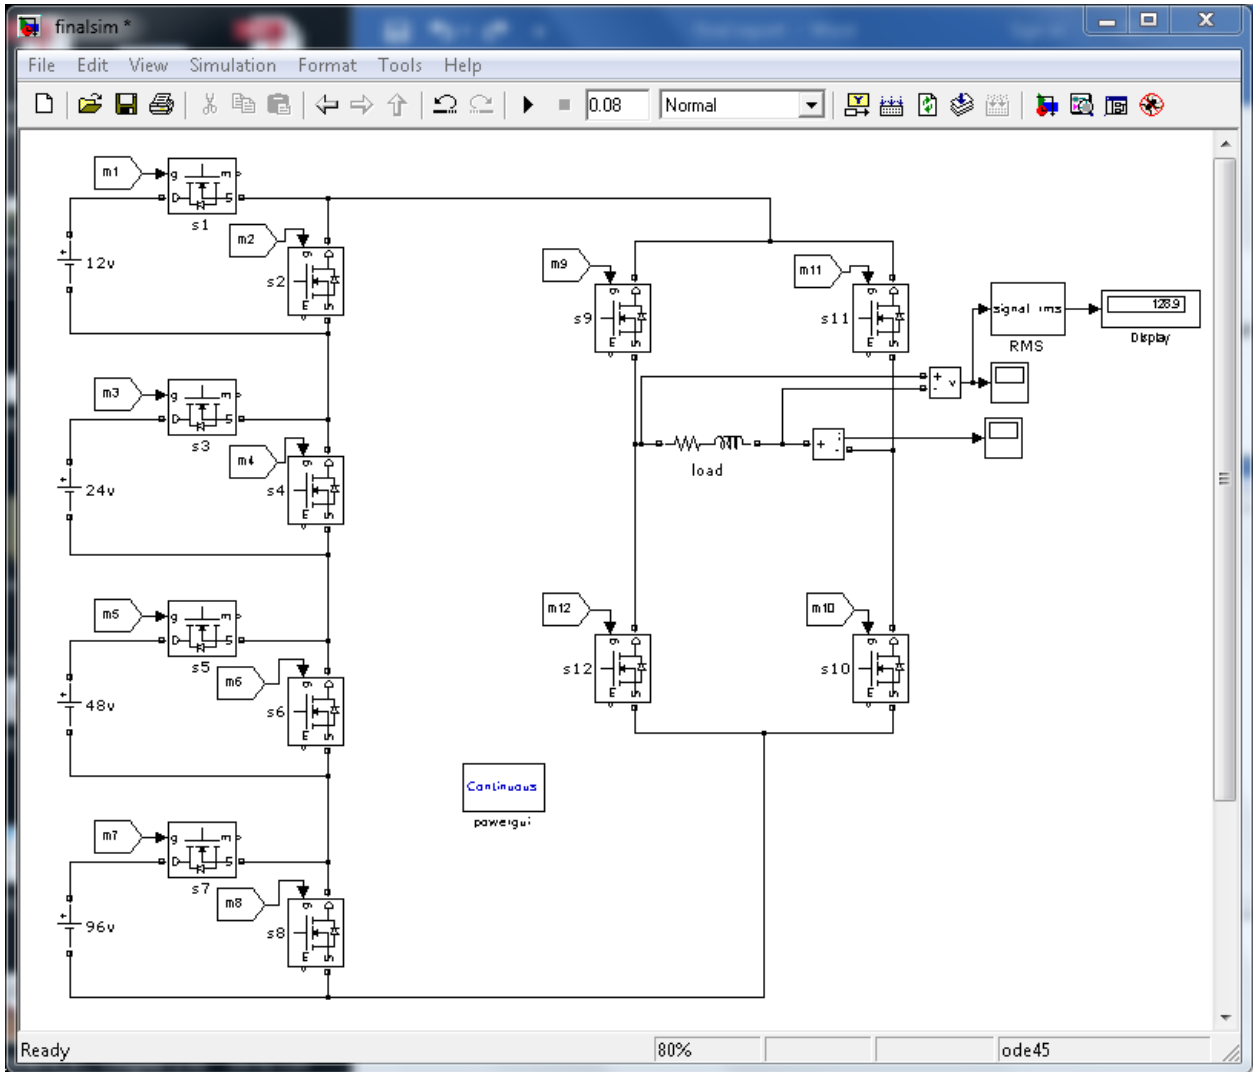 finalsim *
File Edit View Simulation Format Tools Help
0.08 Normal
m1
g m
D S
s1
m2
s2
12v
m3
g m
D S
s3
m4
s4
24v
m5
g m
D S
s5
m6
s6
48v
m7
g m
D S
s7
m8
s8
96v
m9
s9
m11
s11
signal rms
RMS
128.9
Display
+
-
v
load
+
i
-
m12
s12
m10
s10
Continuous
powergui
Ready 80% ode45